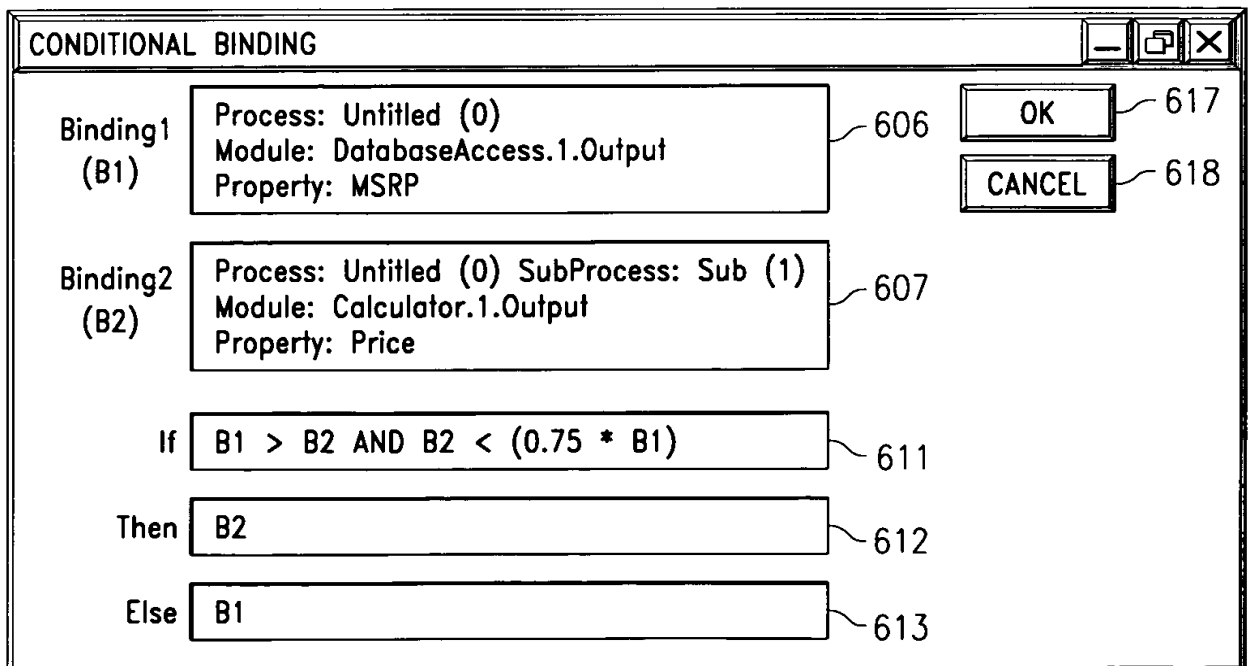 CONDITIONAL BINDING
Binding1
(B1)
Process: Untitled (0)
Module: DatabaseAccess.1.Output
Property: MSRP
606
OK
617
CANCEL
618
Binding2
(B2)
Process: Untitled (0) SubProcess: Sub (1)
Module: Calculator.1.Output
Property: Price
607
If
B1 > B2 AND B2 < (0.75 * B1)
611
Then
B2
612
Else
B1
613